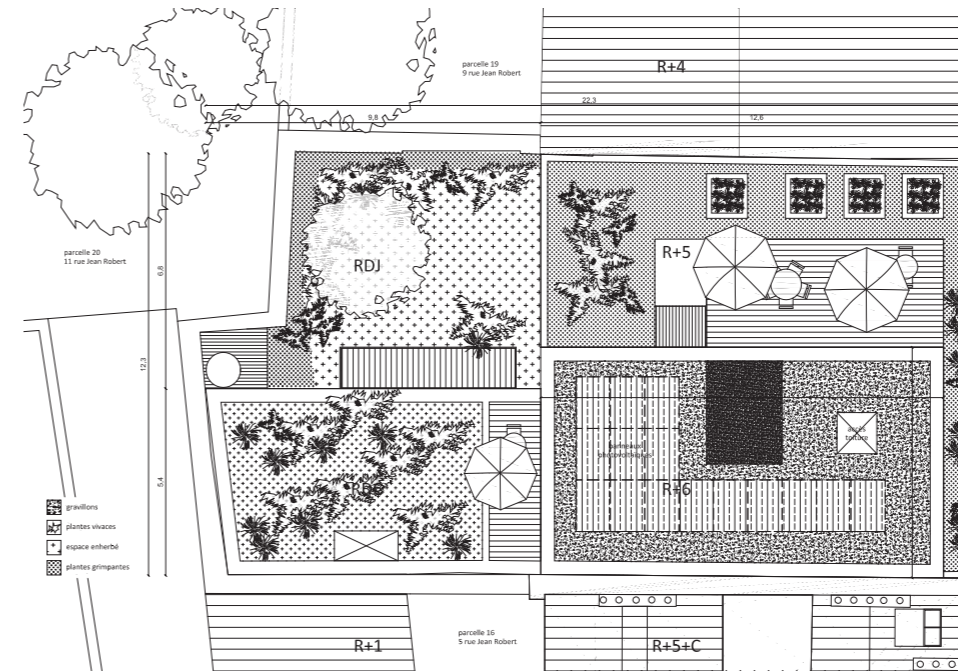 parcelle 19
9 rue Jean Robert
R+4
22,3
9,8
12,6
parcelle 20
11 rue Jean Robert
RDJ
R+5
6,8
12,3
5,4
panneaux
photovoltaïques
accès
toiture
R+6
gravillons
plantes vivaces
espace enherbé
plantes grimpantes
R+1
parcelle 16
5 rue Jean Robert
R+5+C